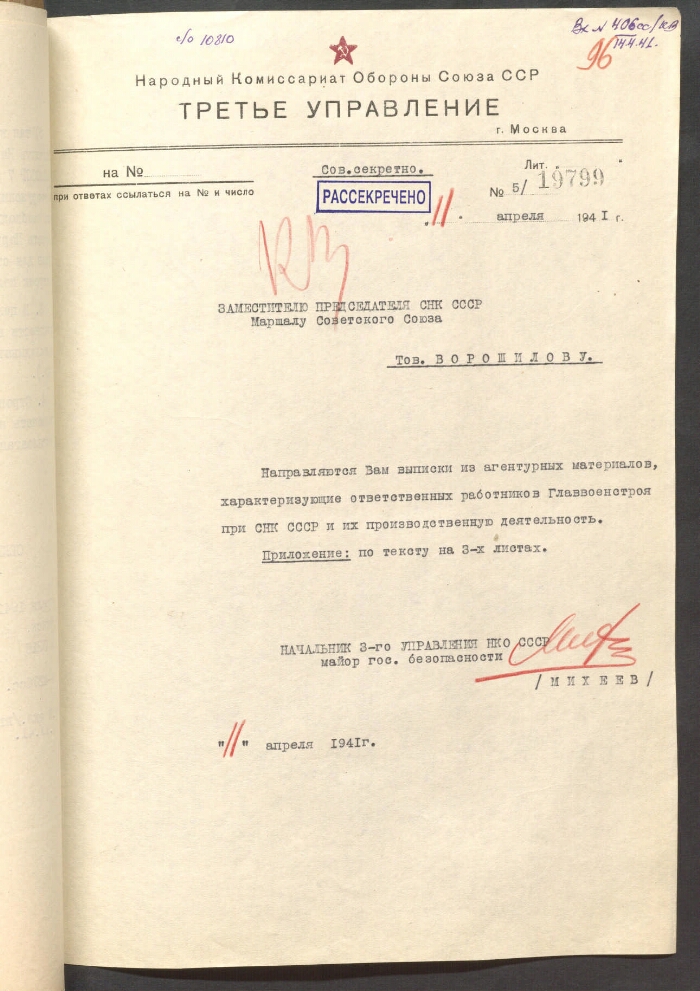 с/о 10810
Вх № 406сс/КВ
14.4.41.
96
Народный Комиссариат Обороны Союза ССР
ТРЕТЬЕ УПРАВЛЕНИЕ
г. Москва
на №
при ответах ссылаться на № и число
Сов.секретно.
РАССЕКРЕЧЕНО
Лит. " "
№ 5/ 19799
"11" апреля 1941 г.
КВ
ЗАМЕСТИТЕЛЮ ПРЕДСЕДАТЕЛЯ СНК СССР
Маршалу Советского Союза
Тов. ВОРОШИЛОВУ.
Направляются Вам выписки из агентурных материалов,
характеризующие ответственных работников Главвоенстроя
при СНК СССР и их производственную деятельность.
Приложение: по тексту на 3-х листах.
НАЧАЛЬНИК 3-го УПРАВЛЕНИЯ НКО СССР
майор гос. безопасности
/МИХЕЕВ/
"11" апреля 1941г.